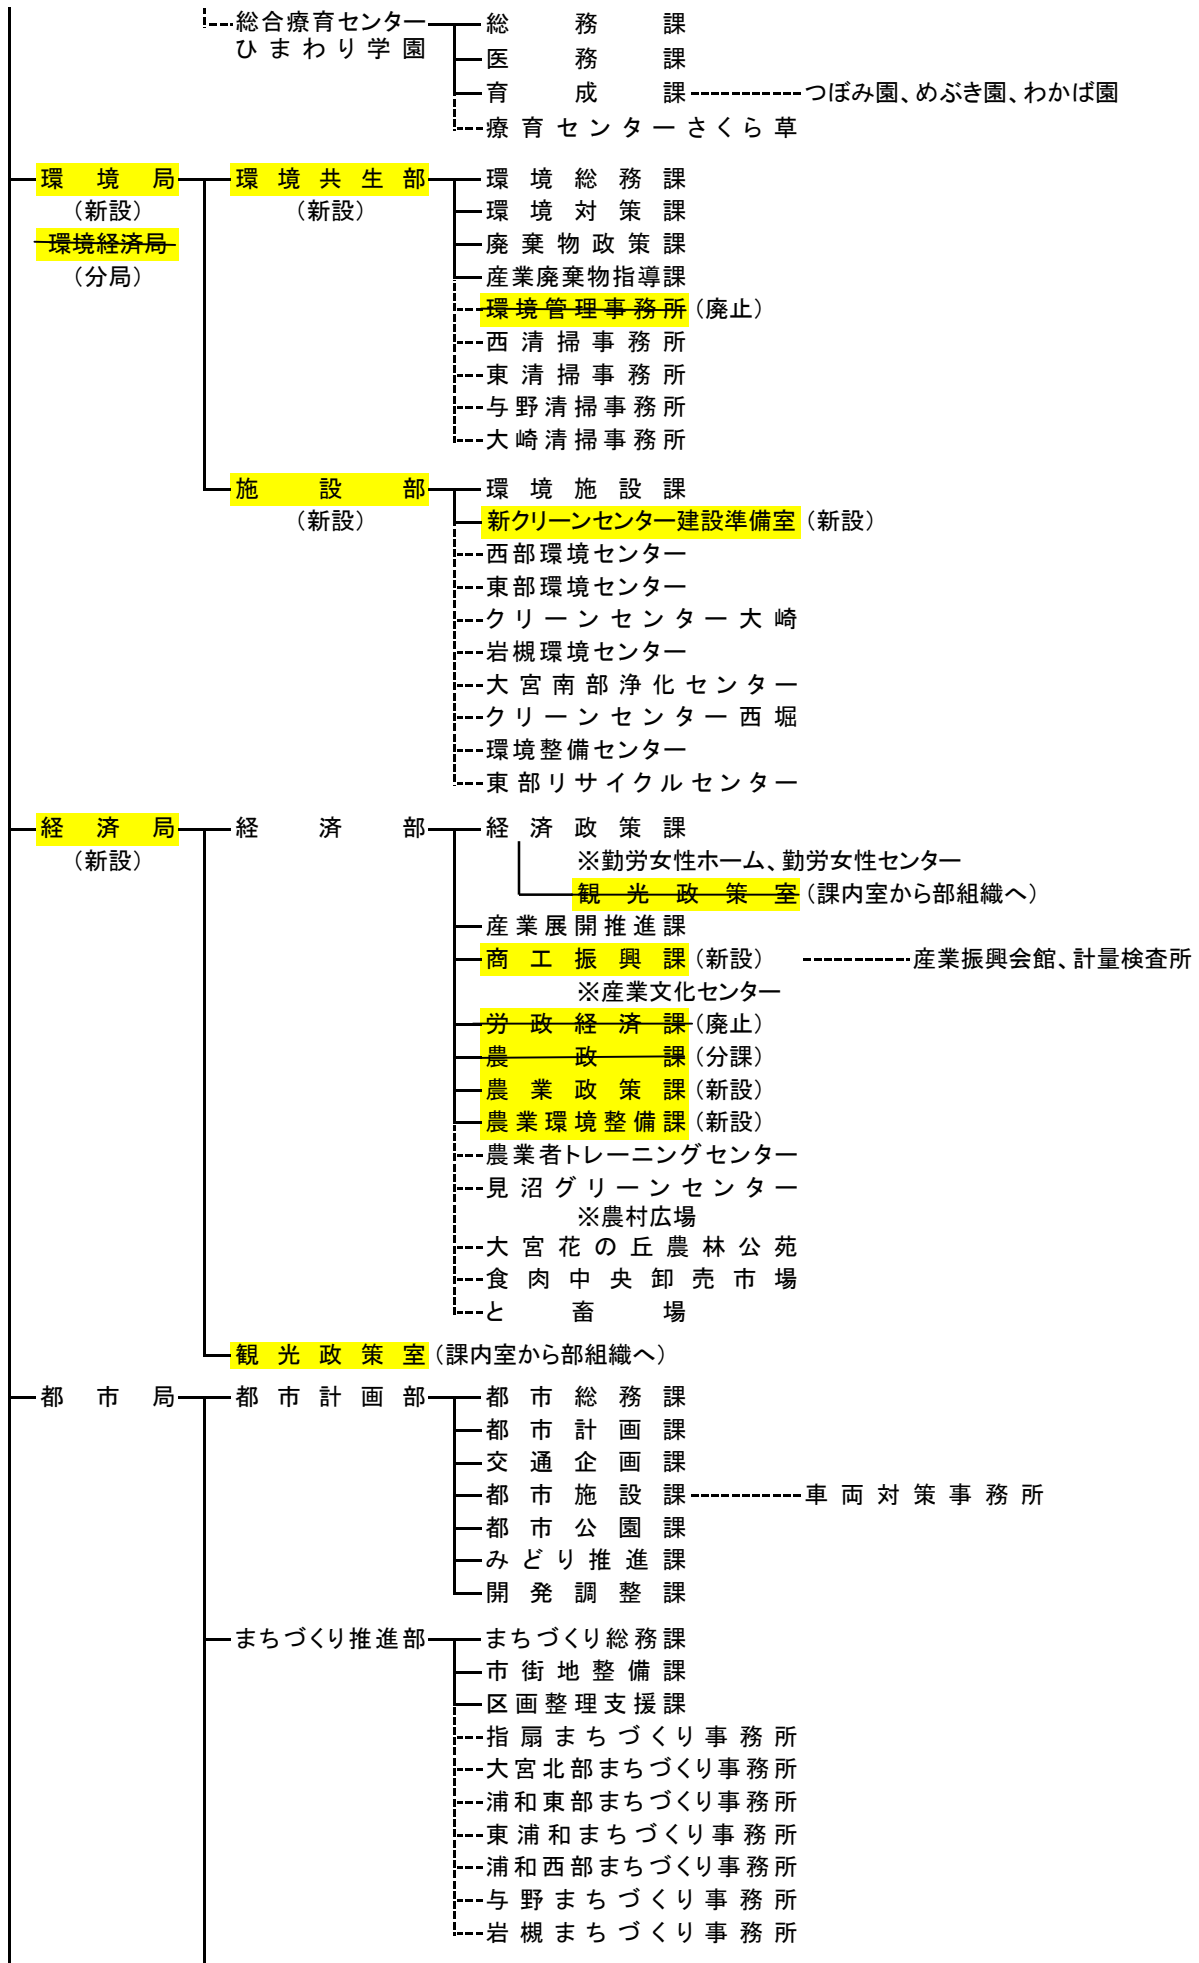 総合療育センター 総務課
ひまわり学園
医務課
育成課 つぼみ園、めぶき園、わかば園
療育センターさくら草
環境局 環境共生部 環境総務課
(新設) (新設) 環境対策課
環境経済局 廃棄物政策課
(分局) 産業廃棄物指導課
環境管理事務所(廃止)
西清掃事務所
東清掃事務所
与野清掃事務所
大崎清掃事務所
施設部 環境施設課
(新設) 新クリーンセンター建設準備室(新設)
西部環境センター
東部環境センター
クリーンセンター大崎
岩槻環境センター
大宮南部浄化センター
クリーンセンター西堀
環境整備センター
東部リサイクルセンター
経済局 経済部 経済政策課
(新設) ※勤労女性ホーム、勤労女性センター
観光政策室(課内室から部組織へ)
産業展開推進課
商工振興課(新設) 産業振興会館、計量検査所
※産業文化センター
労政経済課(廃止)
農政課(分課)
農業政策課(新設)
農業環境整備課(新設)
農業者トレーニングセンター
見沼グリーンセンター
※農村広場
大宮花の丘農林公苑
食肉中央卸売市場
と畜場
観光政策室(課内室から部組織へ)
都市局 都市計画部 都市総務課
都市計画課
交通企画課
都市施設課 車両対策事務所
都市公園課
みどり推進課
開発調整課
まちづくり推進部 まちづくり総務課
市街地整備課
区画整理支援課
指扇まちづくり事務所
大宮北部まちづくり事務所
浦和東部まちづくり事務所
東浦和まちづくり事務所
浦和西部まちづくり事務所
与野まちづくり事務所
岩槻まちづくり事務所